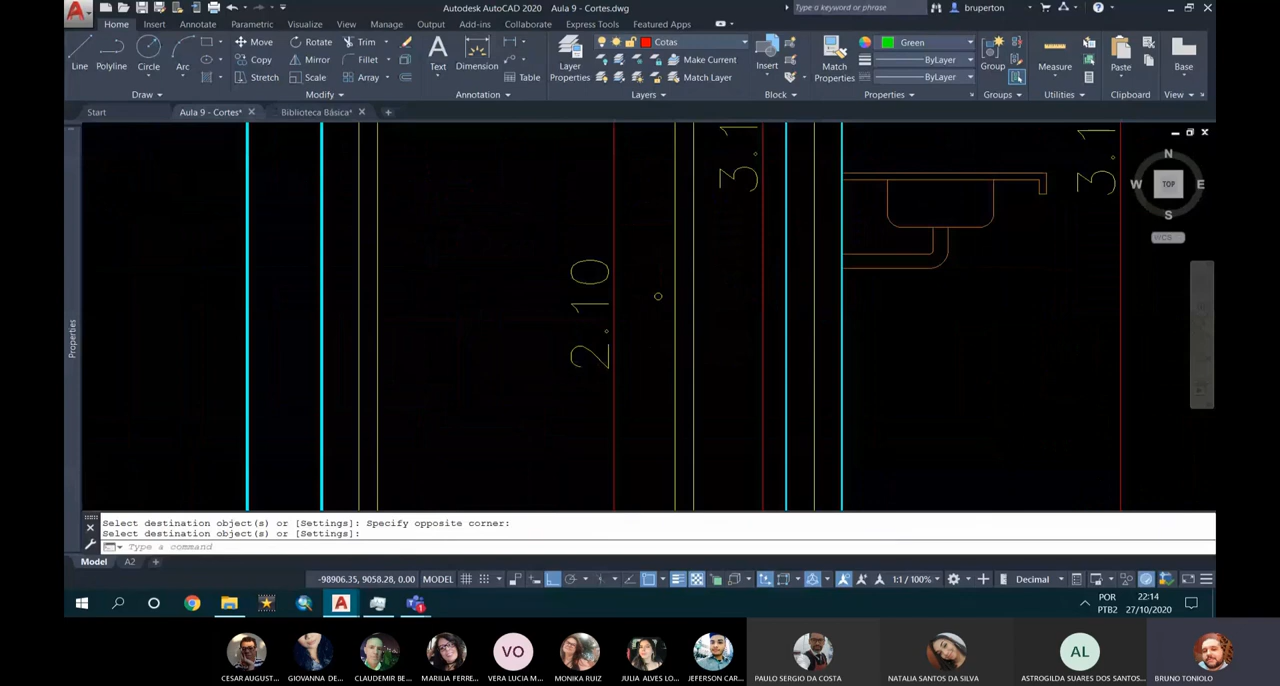 Autodesk AutoCAD 2020 Aula 9 - Cortes.dwg
Type a keyword or phrase
bruperton
Home Insert Annotate Parametric View Manage Output Add-ins Collaborate Express Tools Featured Apps
Line Polyline Circle Arc
Move Rotate Trim
Copy Mirror Fillet
Stretch Scale Array
Text Dimension Table
Layer Properties
Cotas
Make Current
Match Layer
Insert
Match Properties
Green
ByLayer
ByLayer
Group
Measure
Paste
Base
Draw Modify Annotation Layers Block Properties Groups Utilities Clipboard View
Start Aula 9 - Cortes* Biblioteca Básica*
N
W TOP E
S
WCS
3.1
3.1
2.10
Properties
Select destination object(s) or [Settings]: Specify opposite corner:
Select destination object(s) or [Settings]:
Type a command
Model A2
-98906.35, 9058.28, 0.00 MODEL 1:1 / 100% Decimal
POR
PTB2
22:14
27/10/2020
VO AL
CESAR AUGUST... GIOVANNA DE... CLAUDEMIR BE... MARILIA FERRE... VERA LUCIA M... MONIKA RUIZ JULIA ALVES LO... JEFERSON CAR... PAULO SERGIO DA COSTA NATALIA SANTOS DA SILVA ASTROGILDA SUARES DOS SANTOS BRUNO TONIOLO